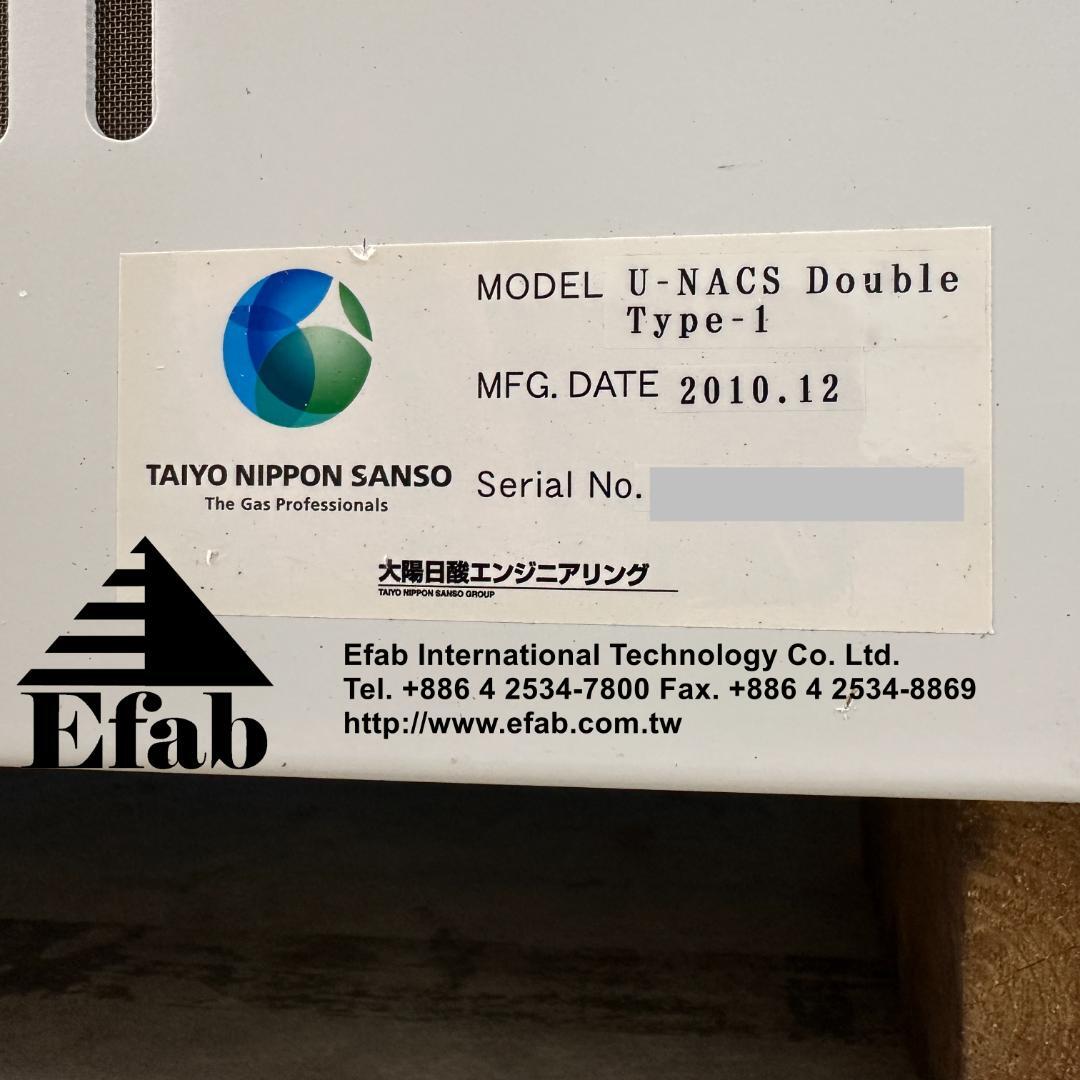 MODEL U-NACS Double
Type-1
MFG. DATE 2010.12
TAIYO NIPPON SANSO
The Gas Professionals
Serial No.
大陽日酸エンジニアリング
TAIYO NIPPON SANSO GROUP
Efab
Efab International Technology Co. Ltd.
Tel. +886 4 2534-7800 Fax. +886 4 2534-8869
http://www.efab.com.tw